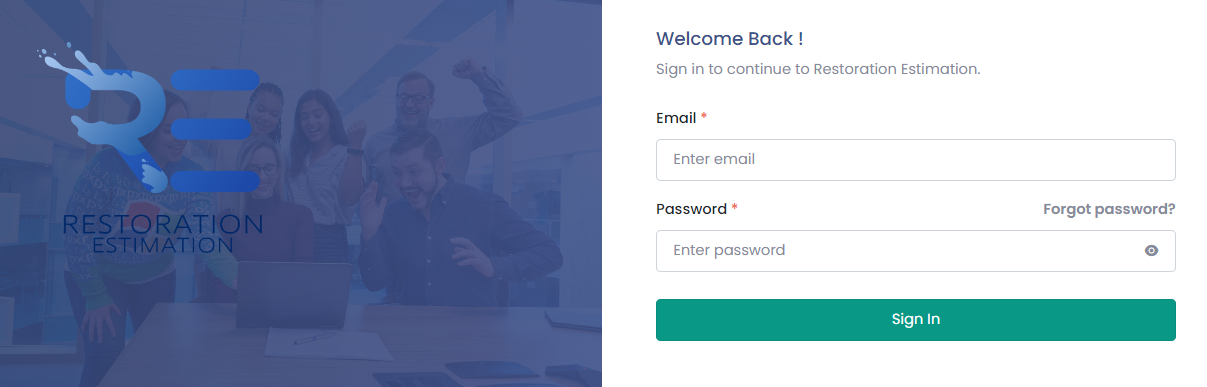 RE
RESTORATION
ESTIMATION
Welcome Back !
Sign in to continue to Restoration Estimation.
Email *
Enter email
Password *
Forgot password?
Enter password
Sign In